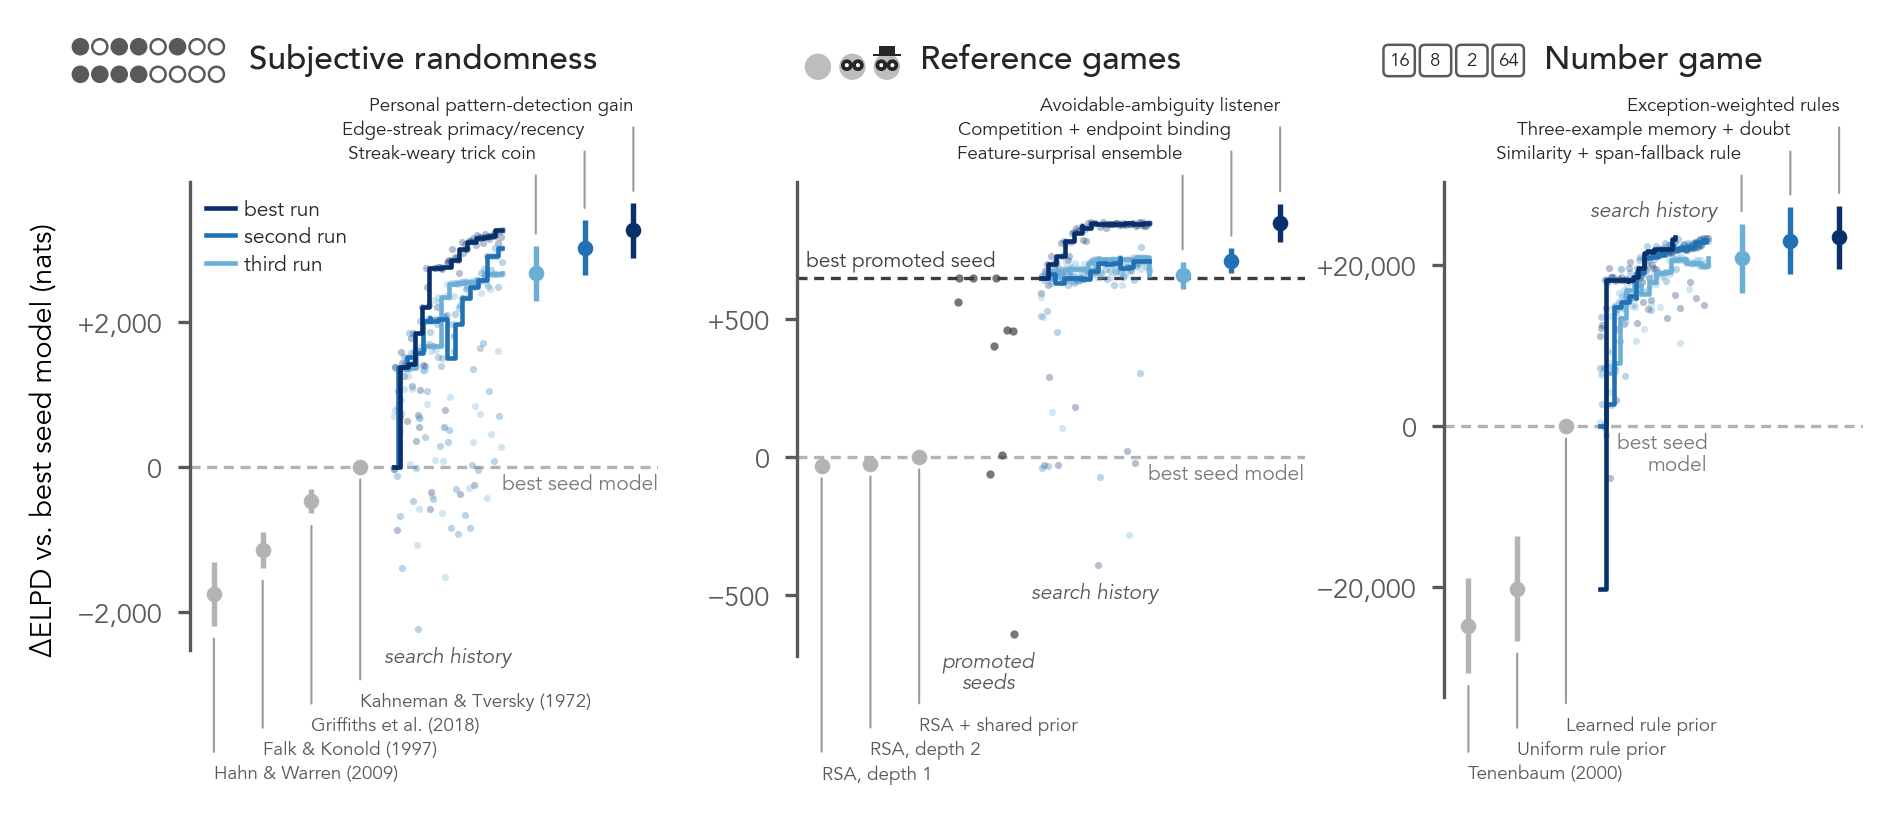 Subjective randomness
Personal pattern-detection gain
Edge-streak primacy/recency
Streak-weary trick coin
ΔELPD vs. best seed model (nats)
best run
second run
third run
+2,000
0
−2,000
best seed model
search history
Kahneman & Tversky (1972)
Griffiths et al. (2018)
Falk & Konold (1997)
Hahn & Warren (2009)
Reference games
Avoidable-ambiguity listener
Competition + endpoint binding
Feature-surprisal ensemble
best promoted seed
+500
0
−500
best seed model
search history
promoted
seeds
RSA + shared prior
RSA, depth 2
RSA, depth 1
16 8 2 64
Number game
Exception-weighted rules
Three-example memory + doubt
Similarity + span-fallback rule
search history
+20,000
0
−20,000
best seed
model
Learned rule prior
Uniform rule prior
Tenenbaum (2000)